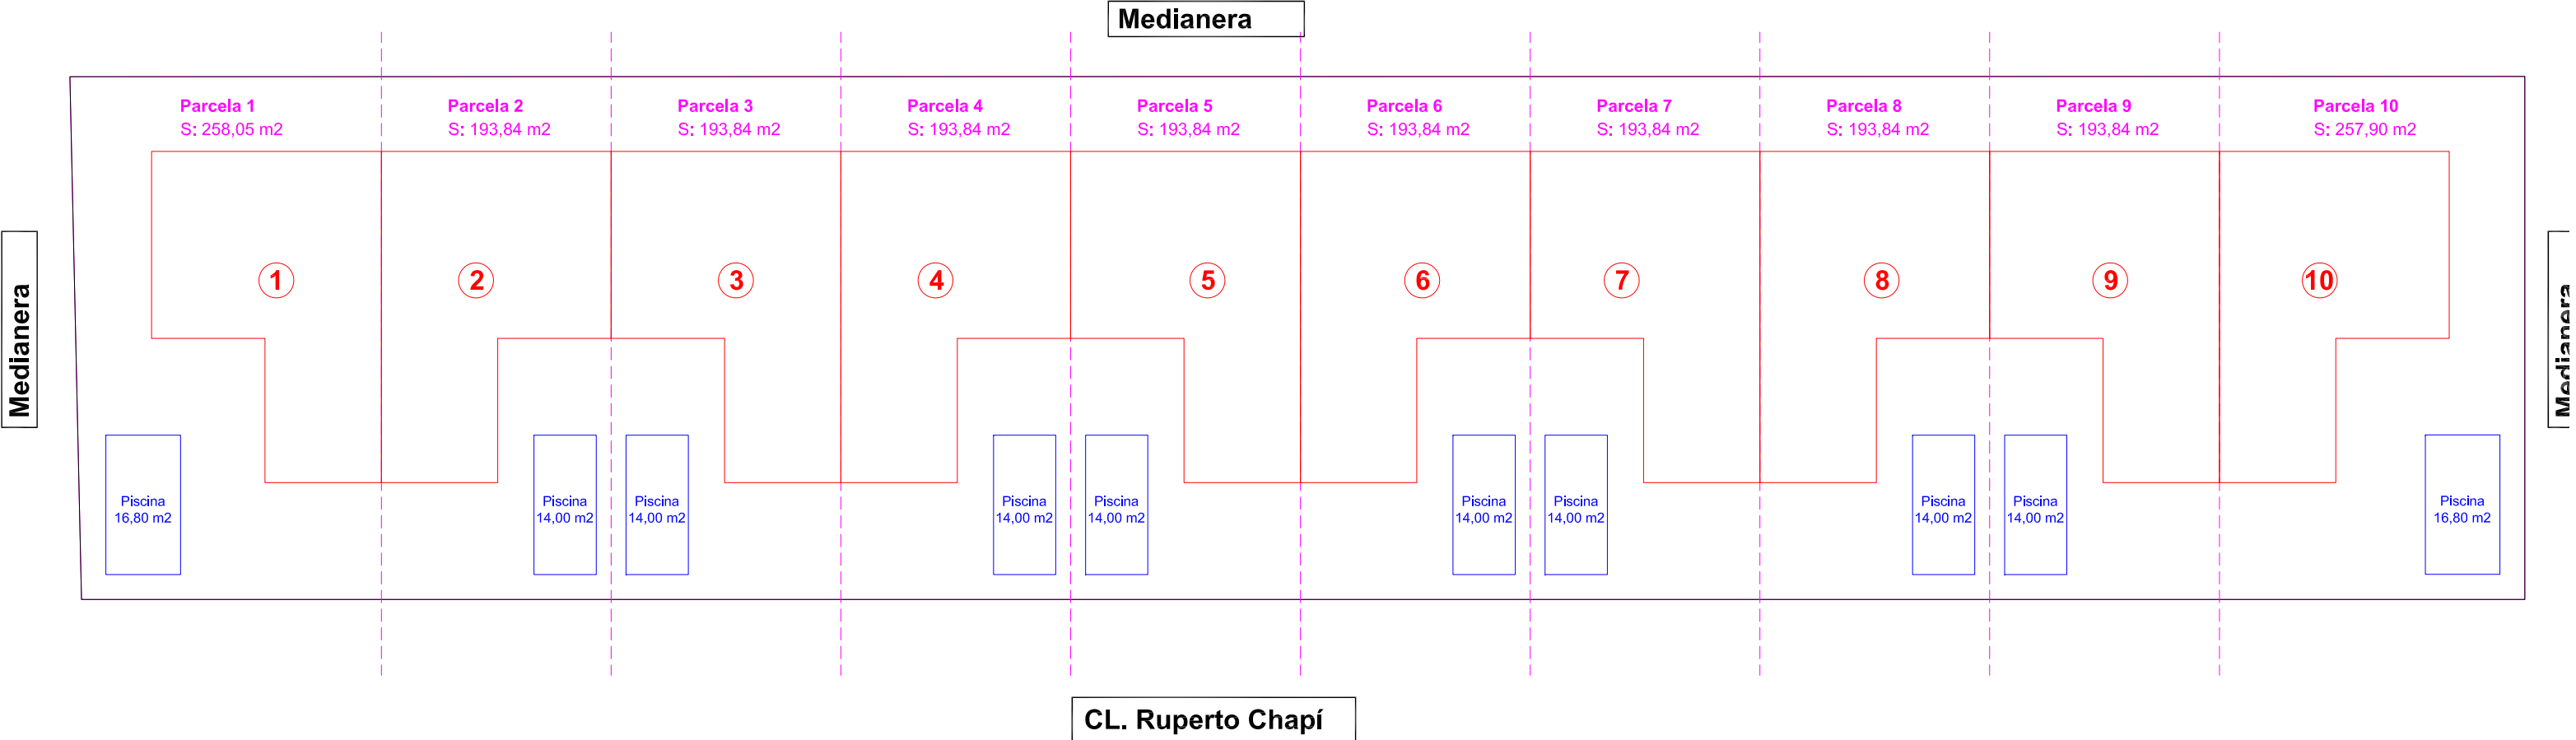 Medianera
Parcela 1
S: 258,05 m2
Parcela 2
S: 193,84 m2
Parcela 3
S: 193,84 m2
Parcela 4
S: 193,84 m2
Parcela 5
S: 193,84 m2
Parcela 6
S: 193,84 m2
Parcela 7
S: 193,84 m2
Parcela 8
S: 193,84 m2
Parcela 9
S: 193,84 m2
Parcela 10
S: 257,90 m2
Medianera
1
2
3
4
5
6
7
8
9
10
Medianera
Piscina
16,80 m2
Piscina
14,00 m2
Piscina
14,00 m2
Piscina
14,00 m2
Piscina
14,00 m2
Piscina
14,00 m2
Piscina
14,00 m2
Piscina
14,00 m2
Piscina
14,00 m2
Piscina
16,80 m2
CL. Ruperto Chapí